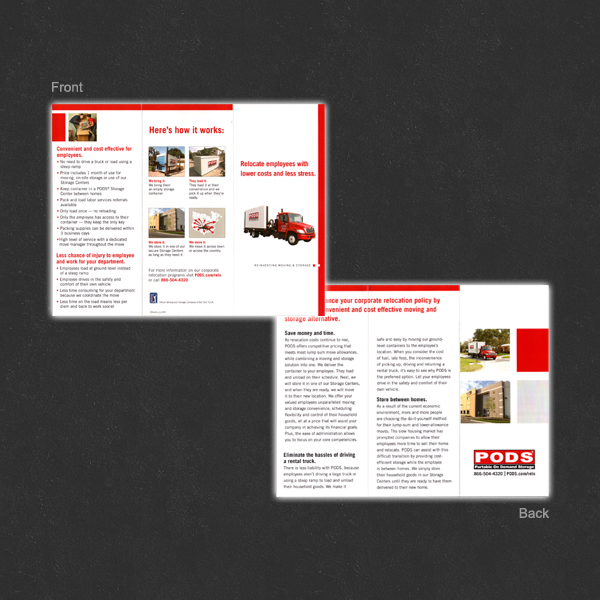 Front
Convenient and cost effective for
employees.
• No need to drive a truck or load using a
steep ramp
• Price includes 1 month use for
moving, on-site storage or use of our
Storage Centers
• Keep container in a PODS® Storage
Center between homes
• Pack and load labor services referrals
available
• Only load once — no reloading
• Only the employee has access to their
container — they keep the only key
• Packing supplies can be delivered within
3 business days
• High level of service with a dedicated
move manager throughout the move
Less chance of injury to employee
and work for your department.
• Employees load at ground level instead
of a steep ramp
• Employee drives in the safety and
comfort of their own vehicle
• Less time consuming for your department
because we coordinate the move
• Less time on the road means less per
diem and back to work sooner
Here's how it works:
We bring it.
We bring them
an empty storage
container
They load it.
They load it at their
convenience and we
pick it up when they're
ready.
We store it.
We store it in one of our
secure Storage Centers
as long as they need it
We move it.
We move it across town
or across the country.
For more information on our corporate
relocation programs visit PODS.com/relo
or call 866-504-4320
Relocate employees with
lower costs and less stress.
REINVENTING MOVING & STORAGE
ence your corporate relocation policy by
nvenient and cost effective moving and
storage alternative.
Save money and time.
As relocation costs continue to rise,
PODS offers competitive pricing that
meets most lump sum move allowances,
while combining a moving and storage
solution into one. We deliver the
container to your employee. They load
and unload on their schedule. Next, we
will store it in one of our Storage Centers,
and when they are ready, we will move
it to their new location. We offer your
valued employees unparalleled moving
and storage convenience, scheduling
flexibility and control of their household
goods, all at a price that will assist your
company in achieving its financial goals.
Plus, the ease of administration allows
you to focus on your core competencies.
Eliminate the hassles of driving
a rental truck.
There is less liability with PODS, because
employees aren't driving a large truck or
using a steep ramp to load and unload
their household goods. We make it
safe and easy by moving our ground-
level containers to the employee's
location. When you consider the cost
of fuel, late fees, the inconvenience
of picking up, driving and returning a
rental truck, it's easy to see why PODS is
the preferred option. Let your employees
drive in the safety and comfort of their
own vehicle.
Store between homes.
As a result of the current economic
environment, more and more people
are choosing the do-it-yourself method
for their lump sum and lower-allowance
moves. The slow housing market has
prompted companies to allow their
employees more time to sell their home
and relocate. PODS can assist with this
difficult transition by providing cost-
efficient storage while the employee
is between homes. We simply store
their household goods in our Storage
Centers until they are ready to have them
delivered to their new home.
PODS
Portable On Demand Storage
866-504-4320 | PODS.com/relo
Back